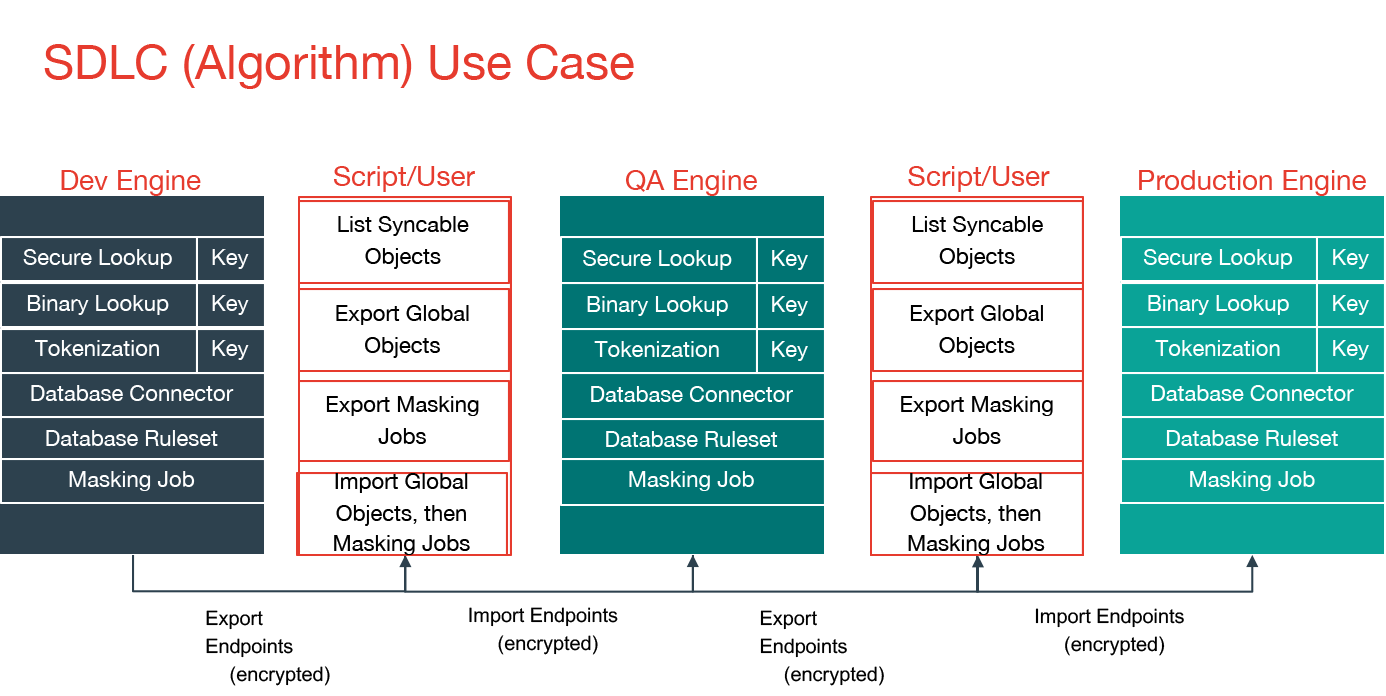 SDLC (Algorithm) Use Case
Dev Engine
Secure Lookup Key
Binary Lookup Key
Tokenization Key
Database Connector
Database Ruleset
Masking Job
Script/User
List Syncable
Objects
Export Global
Objects
Export Masking
Jobs
Import Global
Objects, then
Masking Jobs
QA Engine
Secure Lookup Key
Binary Lookup Key
Tokenization Key
Database Connector
Database Ruleset
Masking Job
Script/User
List Syncable
Objects
Export Global
Objects
Export Masking
Jobs
Import Global
Objects, then
Masking Jobs
Production Engine
Secure Lookup Key
Binary Lookup Key
Tokenization Key
Database Connector
Database Ruleset
Masking Job
Export
Endpoints
(encrypted)
Import Endpoints
(encrypted)
Export
Endpoints
(encrypted)
Import Endpoints
(encrypted)